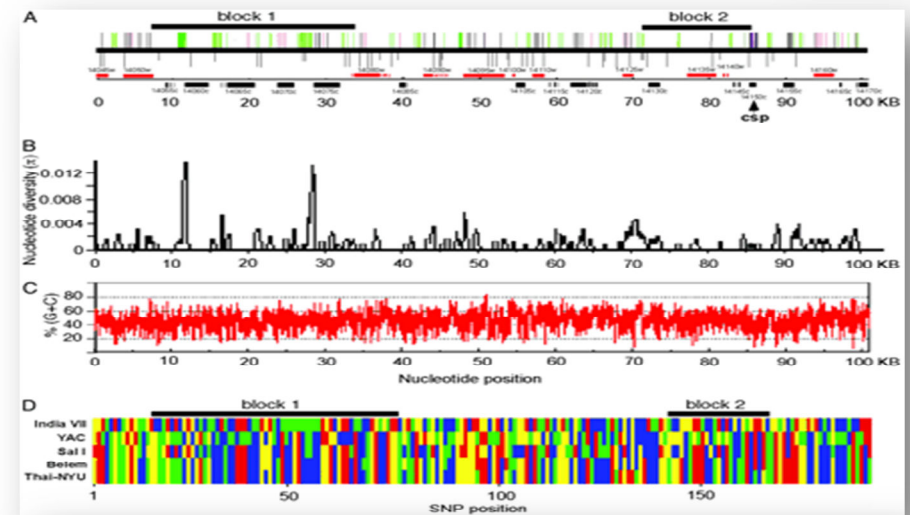 A
block 1 block 2
0 10 20 30 40 50 60 70 80 90 100 KB
csp
B
Nucleotide diversity (π)
0.012
0.008
0.004
0
0 10 20 30 40 50 60 70 80 90 100 KB
C
% (G+C)
80
60
40
20
0 10 20 30 40 50 60 70 80 90 100 KB
Nucleotide position
D
block 1 block 2
India VII
YAC
Sal I
Belem
Thai-NYU
1 50 100 150
SNP position